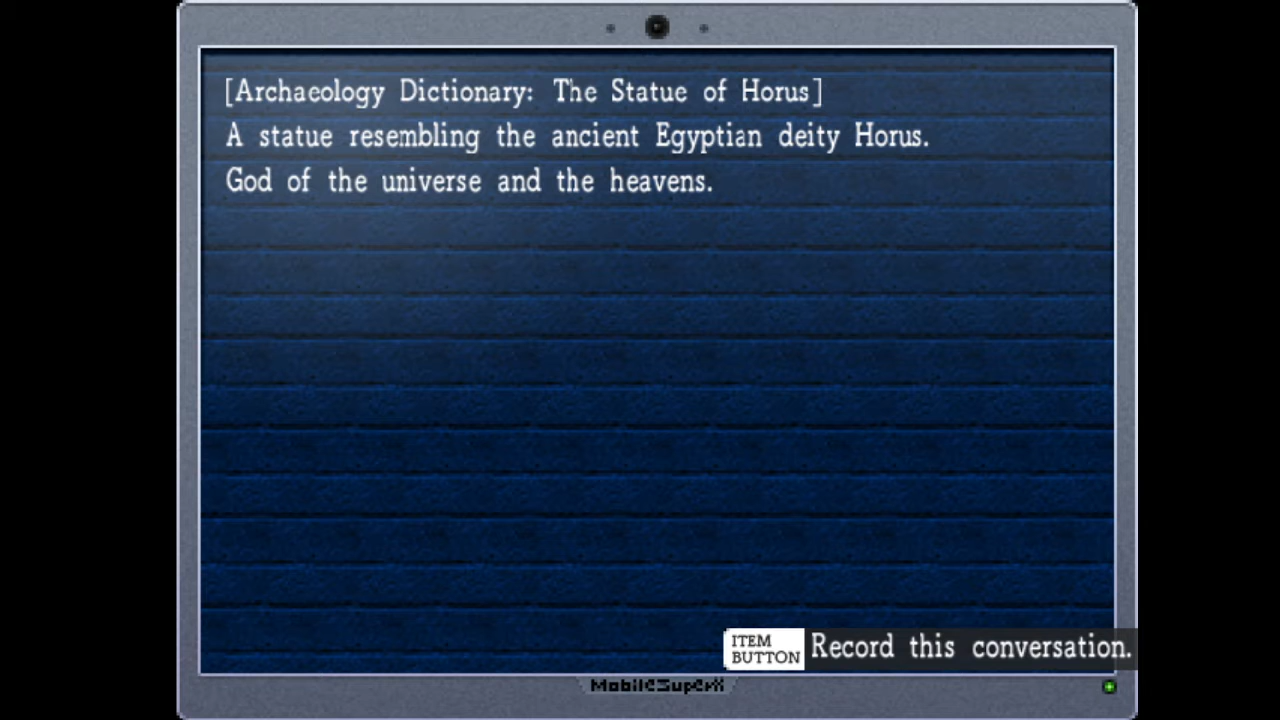 [Archaeology Dictionary: The Statue of Horus]
A statue resembling the ancient Egyptian deity Horus.
God of the universe and the heavens.
ITEM
BUTTON
Record this conversation.
MobileSuperX